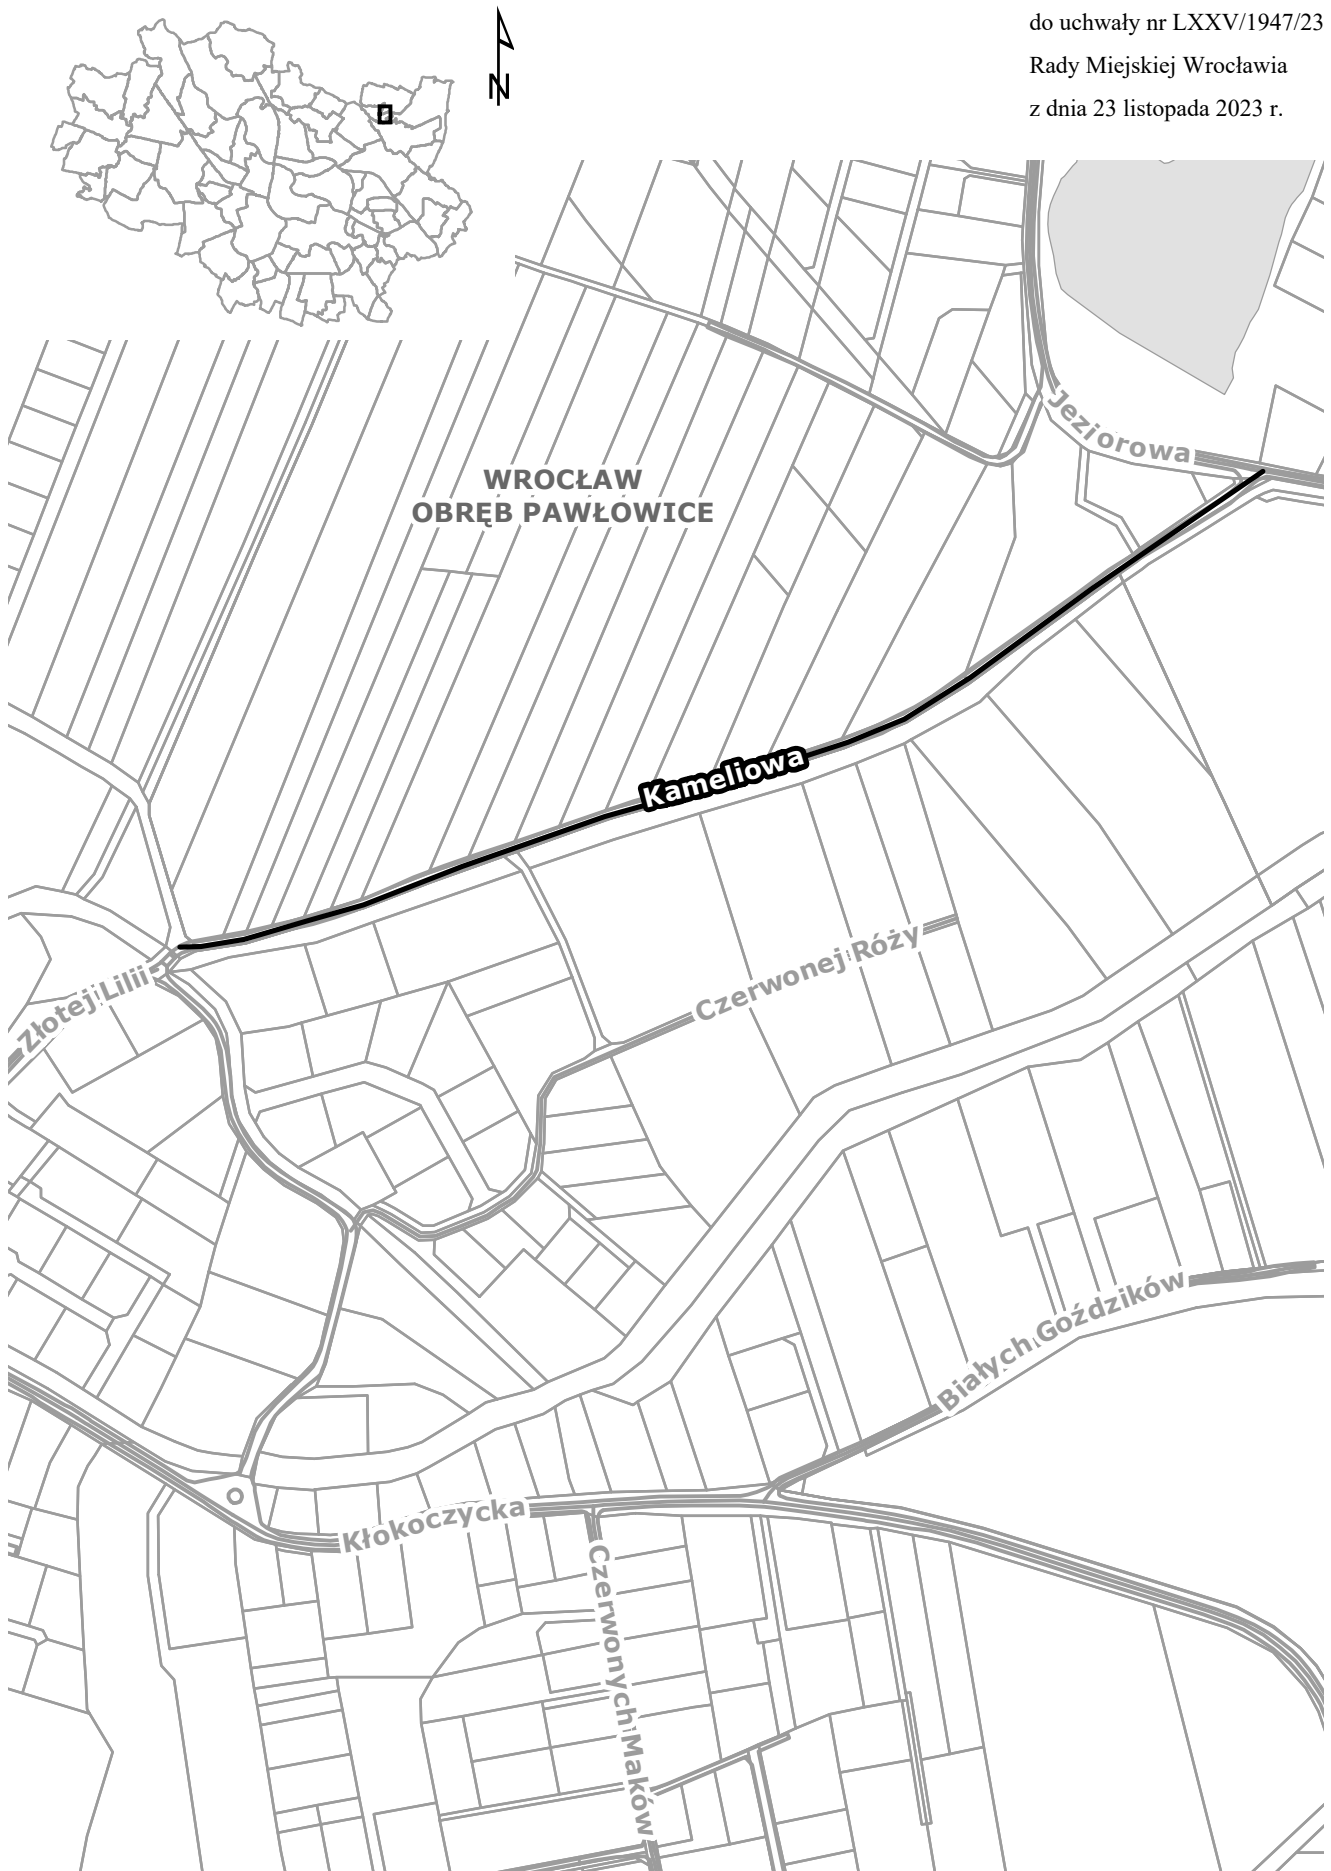 do uchwały nr LXXV/1947/23
Rady Miejskiej Wrocławia
z dnia 23 listopada 2023 r.
N
Jeziorowa
WROCŁAW
OBRĘB PAWŁOWICE
Kameliowa
Czerwonej Róży
Złotej Lilii
Białych Goździków
Kłokoczycka
Czerwonych Maków